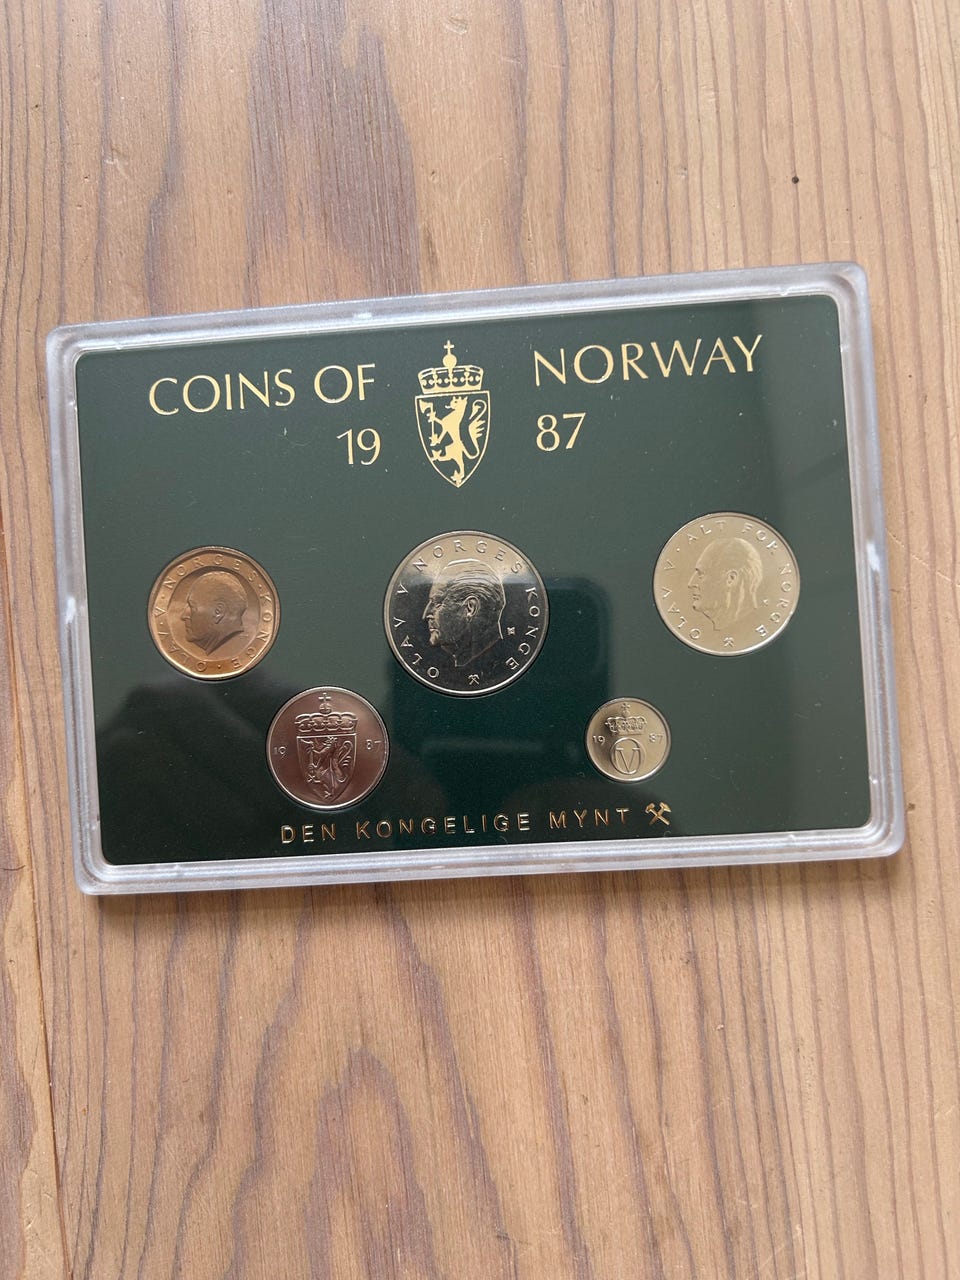 COINS OF NORWAY
19 87
OLAV·V·NORGES·KONGE·
OLAV V NORGES KONGE
OLAV V · ALT FOR NORGE
19 87
19 87
V
DEN KONGELIGE MYNT